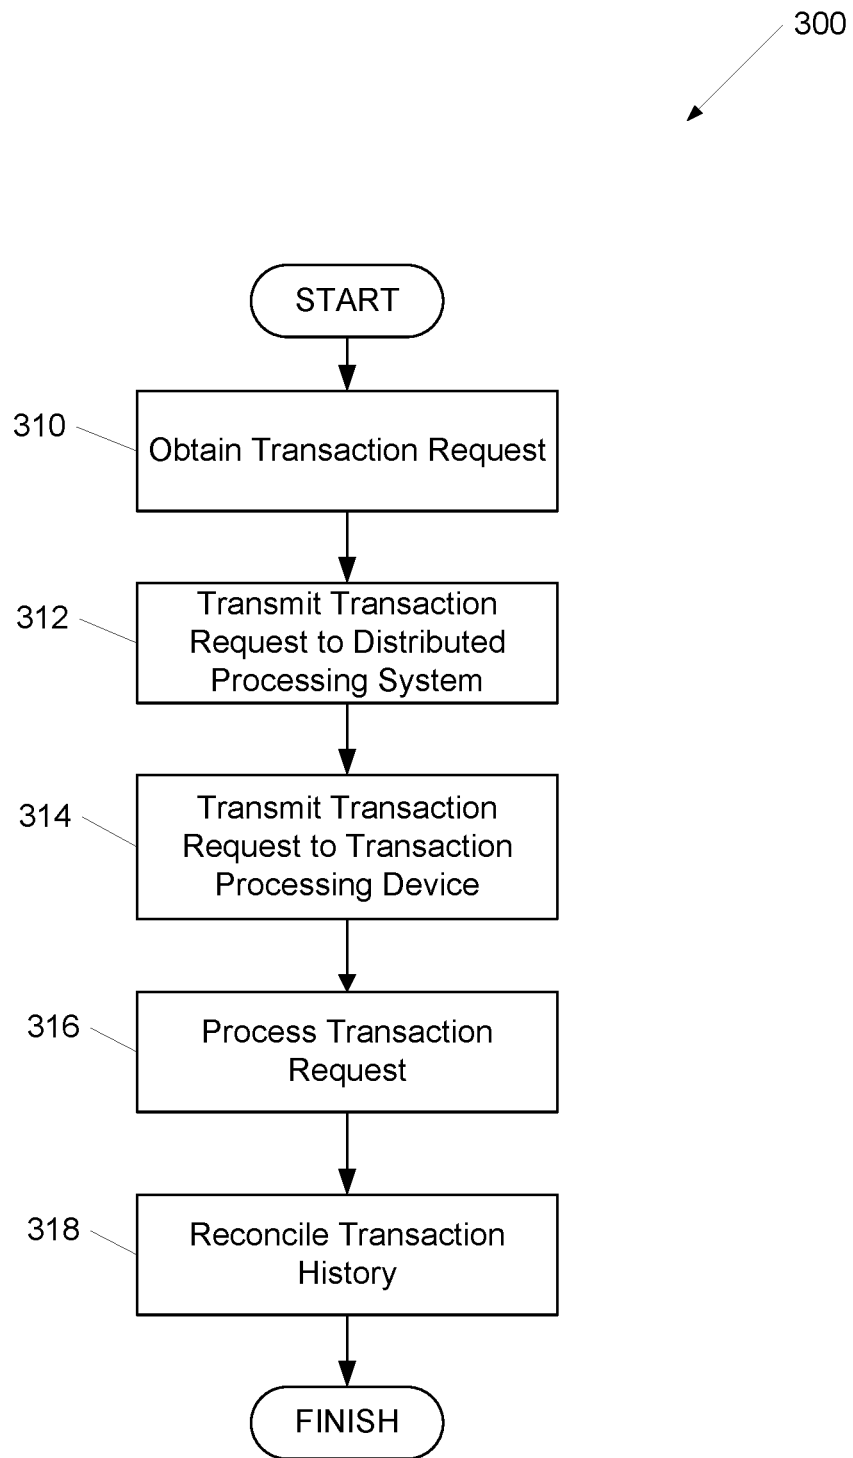 300
START
310
Obtain Transaction Request
312
Transmit Transaction
Request to Distributed
Processing System
314
Transmit Transaction
Request to Transaction
Processing Device
316
Process Transaction
Request
318
Reconcile Transaction
History
FINISH